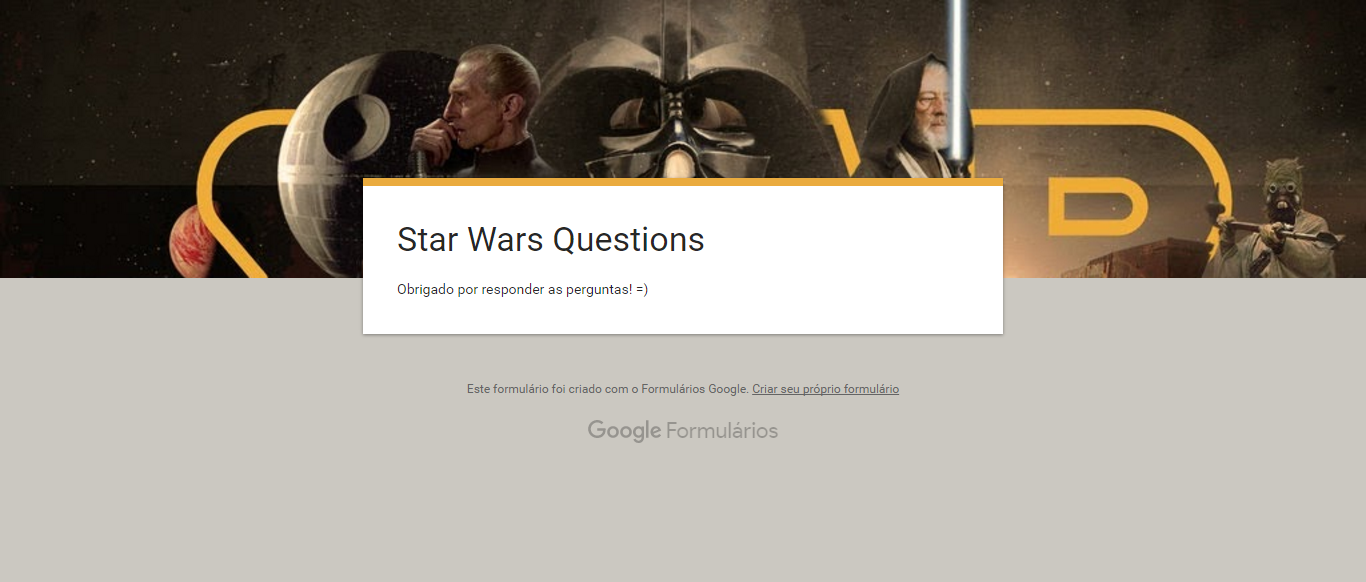 Star Wars Questions
Obrigado por responder as perguntas! =)
Este formulário foi criado com o Formulários Google. Criar seu próprio formulário
Google Formulários